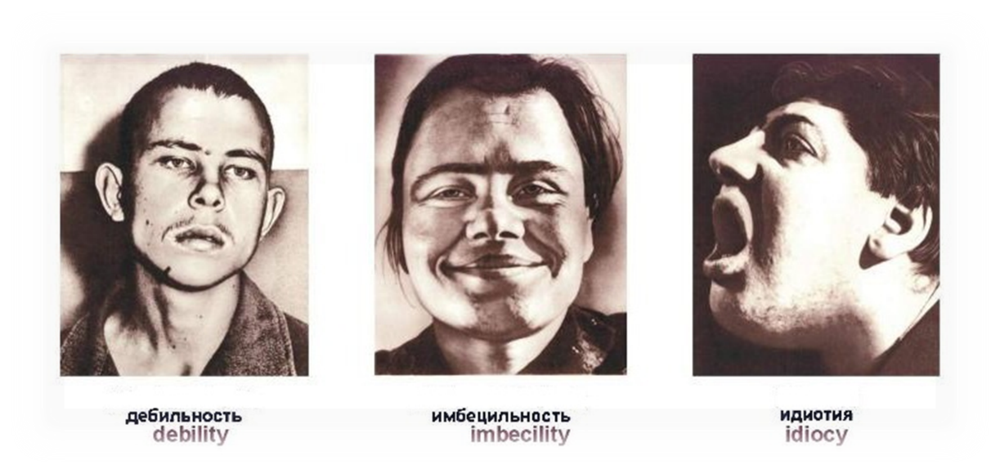 дебильность
debility
имбецильность
imbecility
идиотия
idiocy